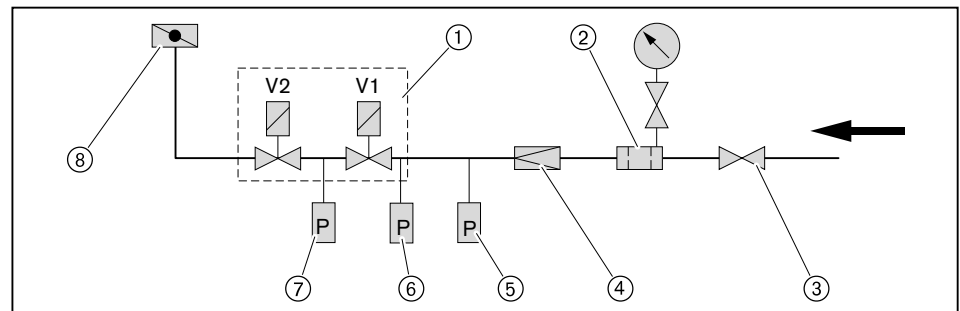 ① ②
V2 V1
⑧
P P P
⑦ ⑥ ⑤ ④ ③